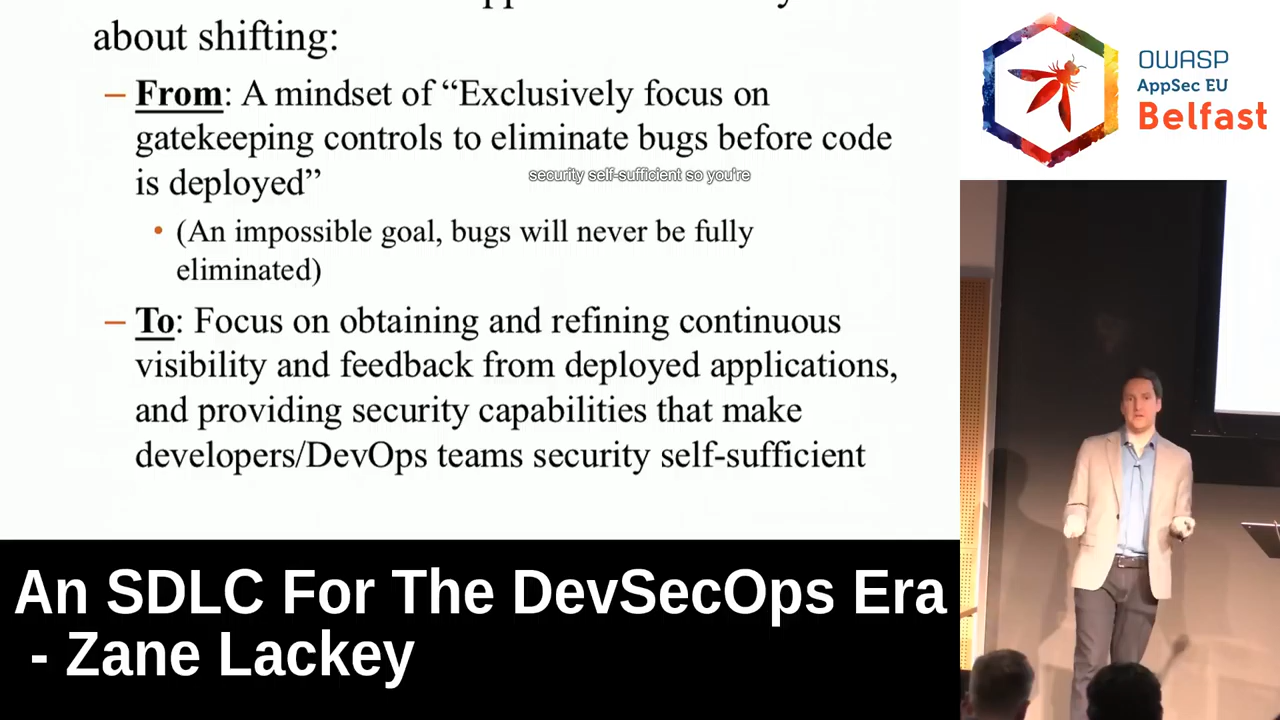 about shifting:
– From: A mindset of “Exclusively focus on
gatekeeping controls to eliminate bugs before code
is deployed”
security self-sufficient so you're
• (An impossible goal, bugs will never be fully
eliminated)
– To: Focus on obtaining and refining continuous
visibility and feedback from deployed applications,
and providing security capabilities that make
developers/DevOps teams security self-sufficient
OWASP
AppSec EU
Belfast
An SDLC For The DevSecOps Era
- Zane Lackey